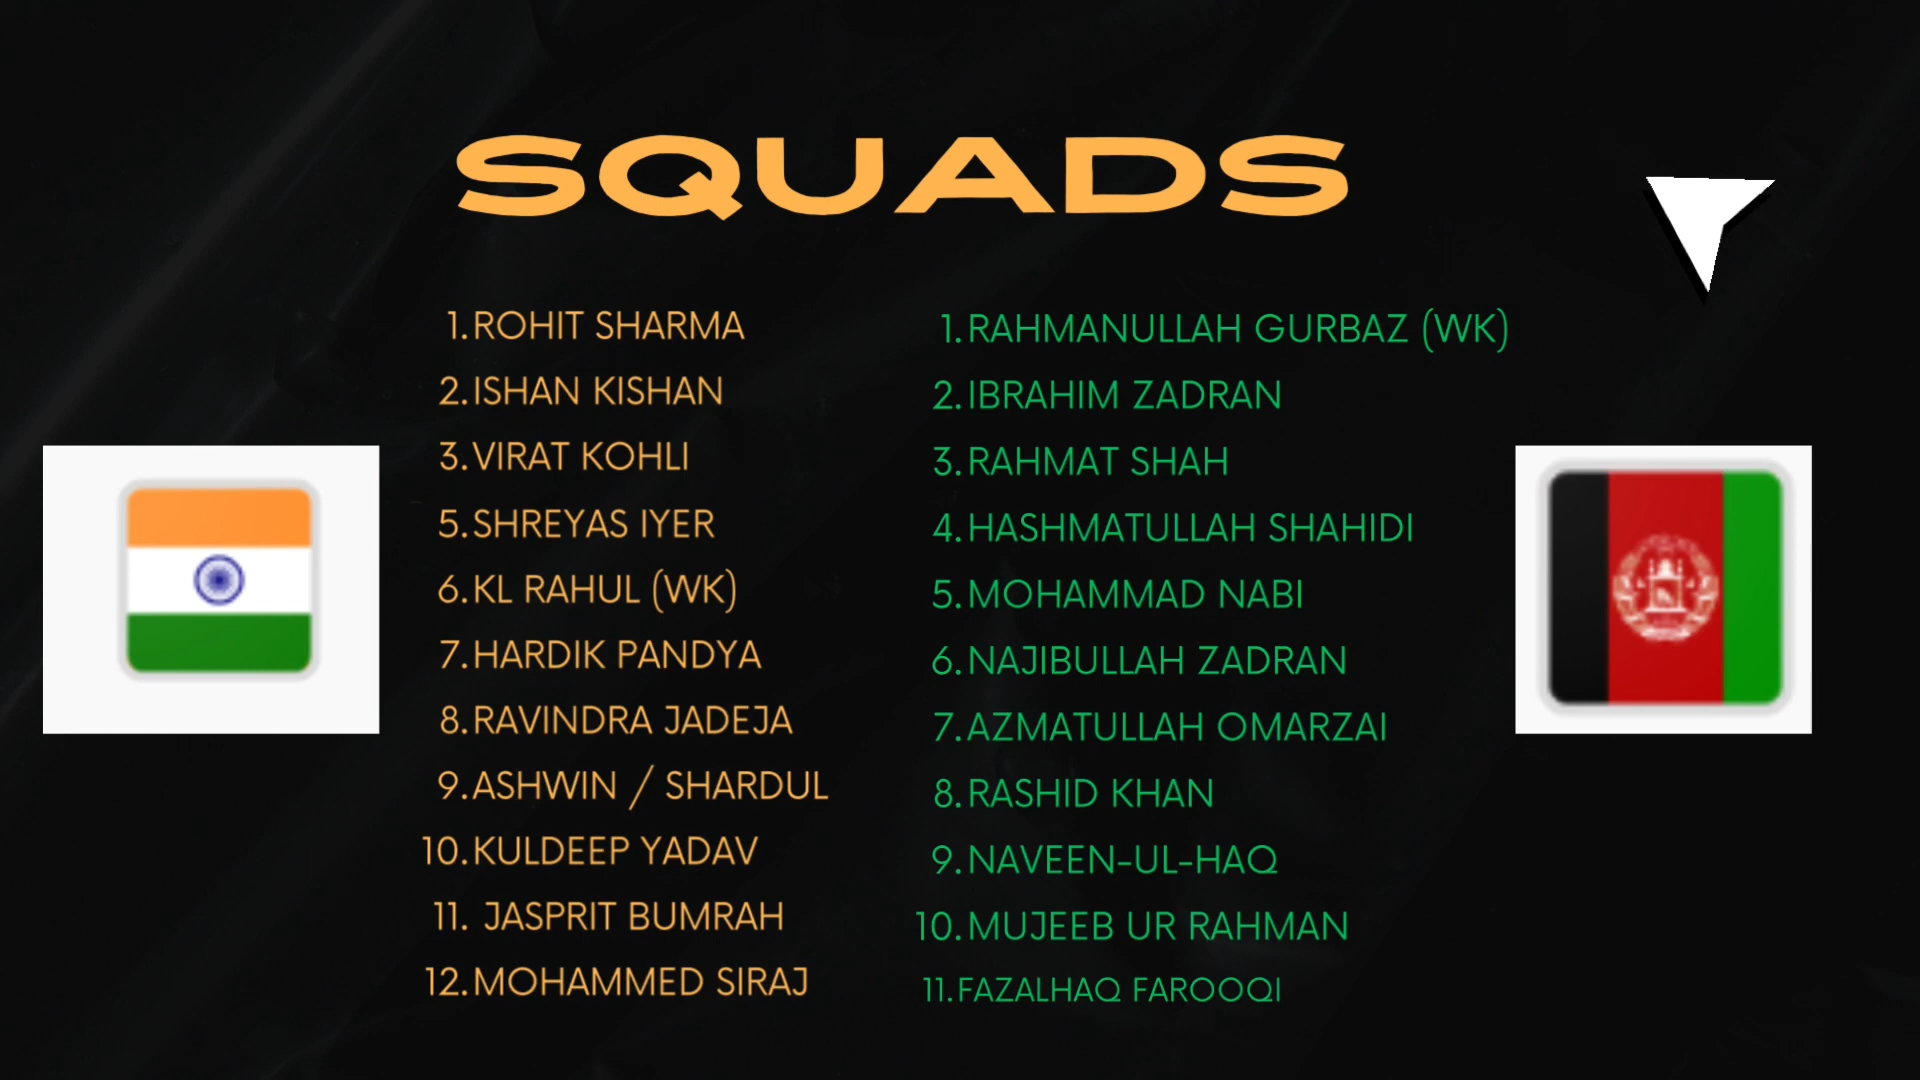 SQUADS
1. ROHIT SHARMA
2. ISHAN KISHAN
3. VIRAT KOHLI
5. SHREYAS IYER
6. KL RAHUL (WK)
7. HARDIK PANDYA
8. RAVINDRA JADEJA
9. ASHWIN / SHARDUL
10. KULDEEP YADAV
11. JASPRIT BUMRAH
12. MOHAMMED SIRAJ
1. RAHMANULLAH GURBAZ (WK)
2. IBRAHIM ZADRAN
3. RAHMAT SHAH
4. HASHMATULLAH SHAHIDI
5. MOHAMMAD NABI
6. NAJIBULLAH ZADRAN
7. AZMATULLAH OMARZAI
8. RASHID KHAN
9. NAVEEN-UL-HAQ
10. MUJEEB UR RAHMAN
11. FAZALHAQ FAROOQI